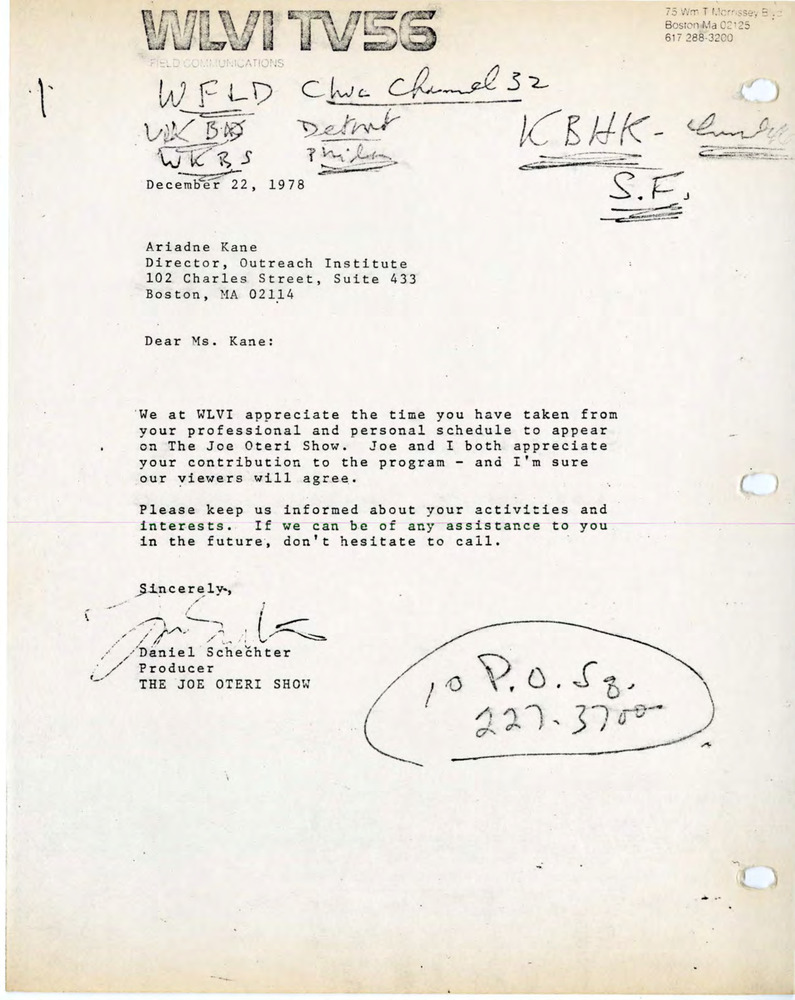 WLVI TV56
FIELD COMMUNICATIONS
75 Wm T Morrissey Blvd
Boston Ma 02125
617 288-3200
WFLD Channel 32
Detroit
WKBS Phila
KBHK -
S.F.
December 22, 1978
Ariadne Kane
Director, Outreach Institute
102 Charles Street, Suite 433
Boston, MA 02114
Dear Ms. Kane:
We at WLVI appreciate the time you have taken from
your professional and personal schedule to appear
on The Joe Oteri Show. Joe and I both appreciate
your contribution to the program - and I'm sure
our viewers will agree.
Please keep us informed about your activities and
interests. If we can be of any assistance to you
in the future, don't hesitate to call.
Sincerely,
Daniel Schechter
Producer
THE JOE OTERI SHOW
10 P.O. Sq.
227-3700